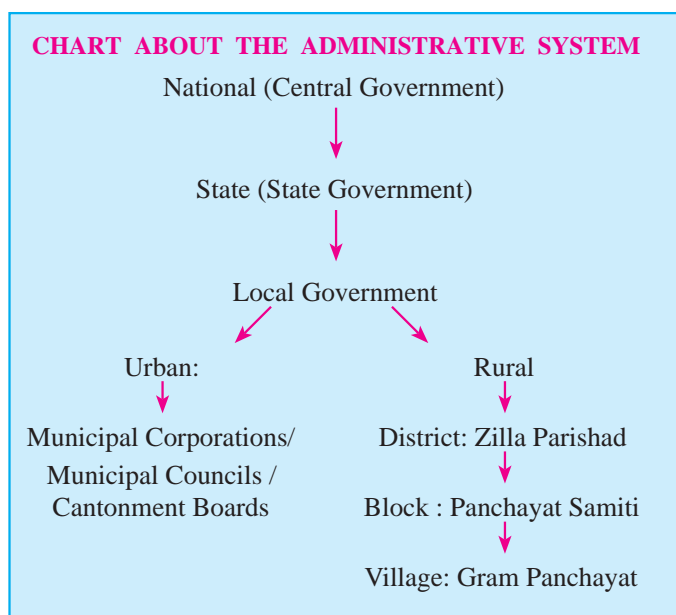 CHART ABOUT THE ADMINISTRATIVE SYSTEM
National (Central Government)
State (State Government)
Local Government
Urban:
Municipal Corporations/
Municipal Councils /
Cantonment Boards
Rural
District: Zilla Parishad
Block : Panchayat Samiti
Village: Gram Panchayat